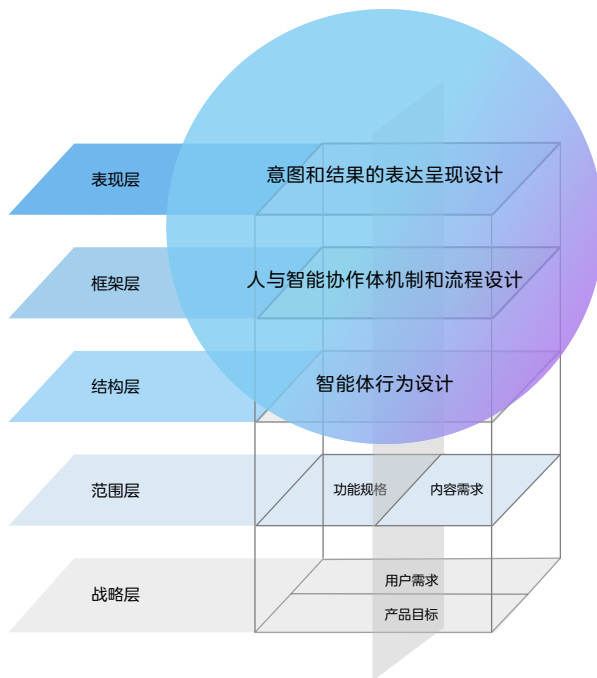 表现层
意图和结果的表达呈现设计
框架层
人与智能协作体机制和流程设计
结构层
智能体行为设计
范围层
功能规格
内容需求
战略层
用户需求
产品目标